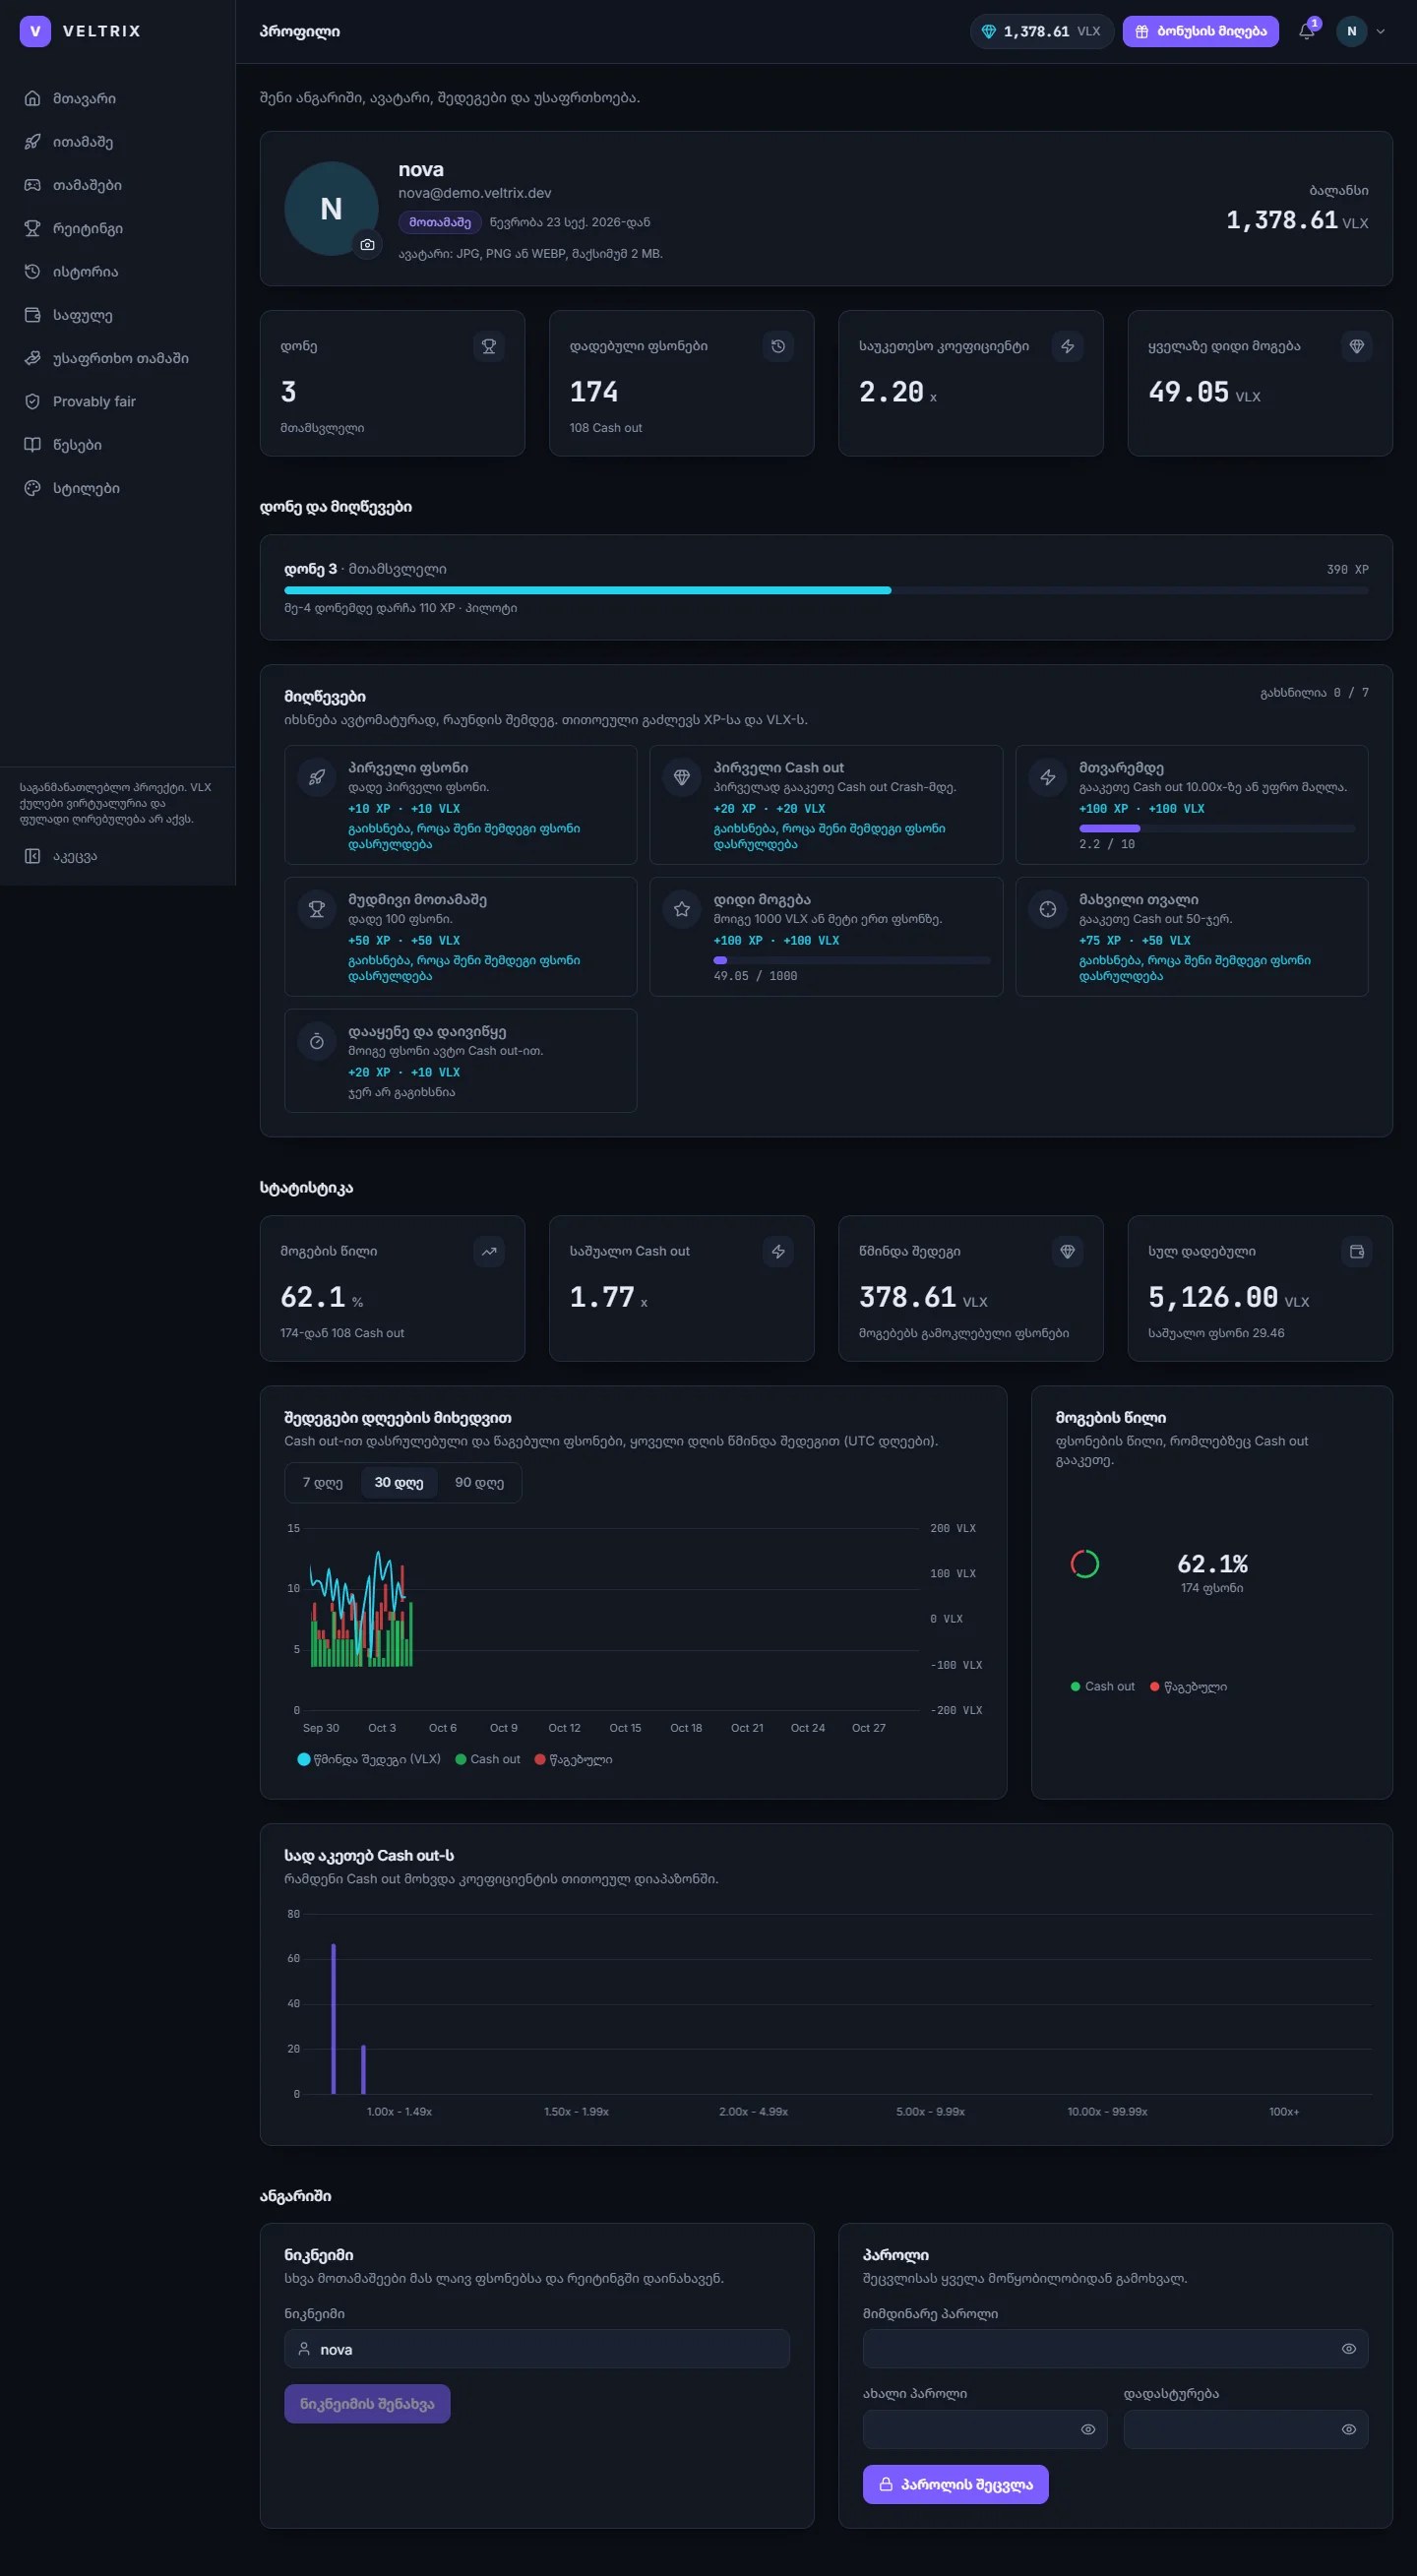 V VELTRIX
მთავარი
ითამაშე
თამაშები
რეიტინგი
ისტორია
საფულე
უსაფრთხო თამაში
Provably fair
წესები
სტილები
საგანმანათლებლო პროექტი. VLX
ქულები ვირტუალურია და
ფულადი ღირებულება არ აქვს.
აკეცვა
პროფილი
1,378.61 VLX
ბონუსის მიღება
1
N
შენი ანგარიში, ავატარი, შედეგები და უსაფრთხოება.
N
nova
nova@demo.veltrix.dev
მოთამაშე წევრობა 23 სექ. 2026-დან
ავატარი: JPG, PNG ან WEBP, მაქსიმუმ 2 MB.
ბალანსი
1,378.61 VLX
დონე
3
მთამსვლელი
დადებული ფსონები
174
108 Cash out
საუკეთესო კოეფიციენტი
2.20 x
ყველაზე დიდი მოგება
49.05 VLX
დონე და მიღწევები
დონე 3 · მთამსვლელი
390 XP
მე-4 დონემდე დარჩა 110 XP · პილოტი
მიღწევები
გახსნილია 0 / 7
იხსნება ავტომატურად, რაუნდის შემდეგ. თითოეული გაძლევს XP-სა და VLX-ს.
პირველი ფსონი
დადე პირველი ფსონი.
+10 XP · +10 VLX
გაიხსნება, როცა შენი შემდეგი ფსონი
დასრულდება
პირველი Cash out
პირველად გააკეთე Cash out Crash-მდე.
+20 XP · +20 VLX
გაიხსნება, როცა შენი შემდეგი ფსონი
დასრულდება
მთვარემდე
გააკეთე Cash out 10.00x-ზე ან უფრო მაღლა.
+100 XP · +100 VLX
2.2 / 10
მუდმივი მოთამაშე
დადე 100 ფსონი.
+50 XP · +50 VLX
გაიხსნება, როცა შენი შემდეგი ფსონი
დასრულდება
დიდი მოგება
მოიგე 1000 VLX ან მეტი ერთ ფსონზე.
+100 XP · +100 VLX
49.05 / 1000
მახვილი თვალი
გააკეთე Cash out 50-ჯერ.
+75 XP · +50 VLX
გაიხსნება, როცა შენი შემდეგი ფსონი
დასრულდება
დააყენე და დაივიწყე
მოიგე ფსონი ავტო Cash out-ით.
+20 XP · +10 VLX
ჯერ არ გაგიხსნია
სტატისტიკა
მოგების წილი
62.1 %
174-დან 108 Cash out
საშუალო Cash out
1.77 x
წმინდა შედეგი
378.61 VLX
მოგებებს გამოკლებული ფსონები
სულ დადებული
5,126.00 VLX
საშუალო ფსონი 29.46
შედეგები დღეების მიხედვით
Cash out-ით დასრულებული და წაგებული ფსონები, ყოველი დღის წმინდა შედეგით (UTC დღეები).
7 დღე 30 დღე 90 დღე
15
10
5
0
200 VLX
100 VLX
0 VLX
-100 VLX
-200 VLX
Sep 30 Oct 3 Oct 6 Oct 9 Oct 12 Oct 15 Oct 18 Oct 21 Oct 24 Oct 27
წმინდა შედეგი (VLX) Cash out წაგებული
მოგების წილი
ფსონების წილი, რომლებზეც Cash out
გააკეთე.
62.1%
174 ფსონი
Cash out წაგებული
სად აკეთებ Cash out-ს
რამდენი Cash out მოხვდა კოეფიციენტის თითოეულ დიაპაზონში.
80
60
40
20
0
1.00x - 1.49x 1.50x - 1.99x 2.00x - 4.99x 5.00x - 9.99x 10.00x - 99.99x 100x+
ანგარიში
ნიკნეიმი
სხვა მოთამაშეები მას ლაივ ფსონებსა და რეიტინგში დაინახავენ.
ნიკნეიმი
nova
ნიკნეიმის შენახვა
პაროლი
შეცვლისას ყველა მოწყობილობიდან გამოხვალ.
მიმდინარე პაროლი
ახალი პაროლი
დადასტურება
პაროლის შეცვლა